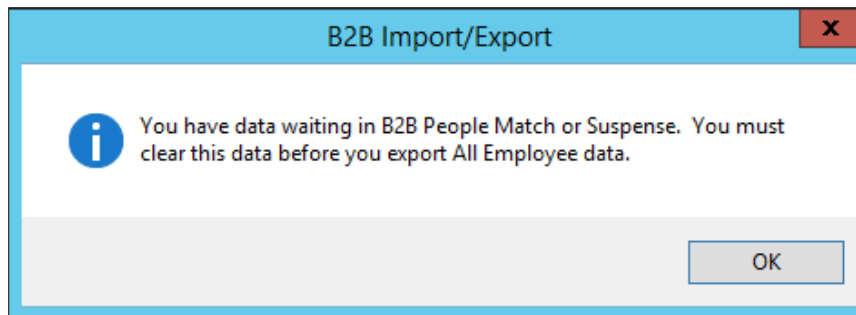 B2B Import/Export
x
You have data waiting in B2B People Match or Suspense.  You must
clear this data before you export All Employee data.
OK